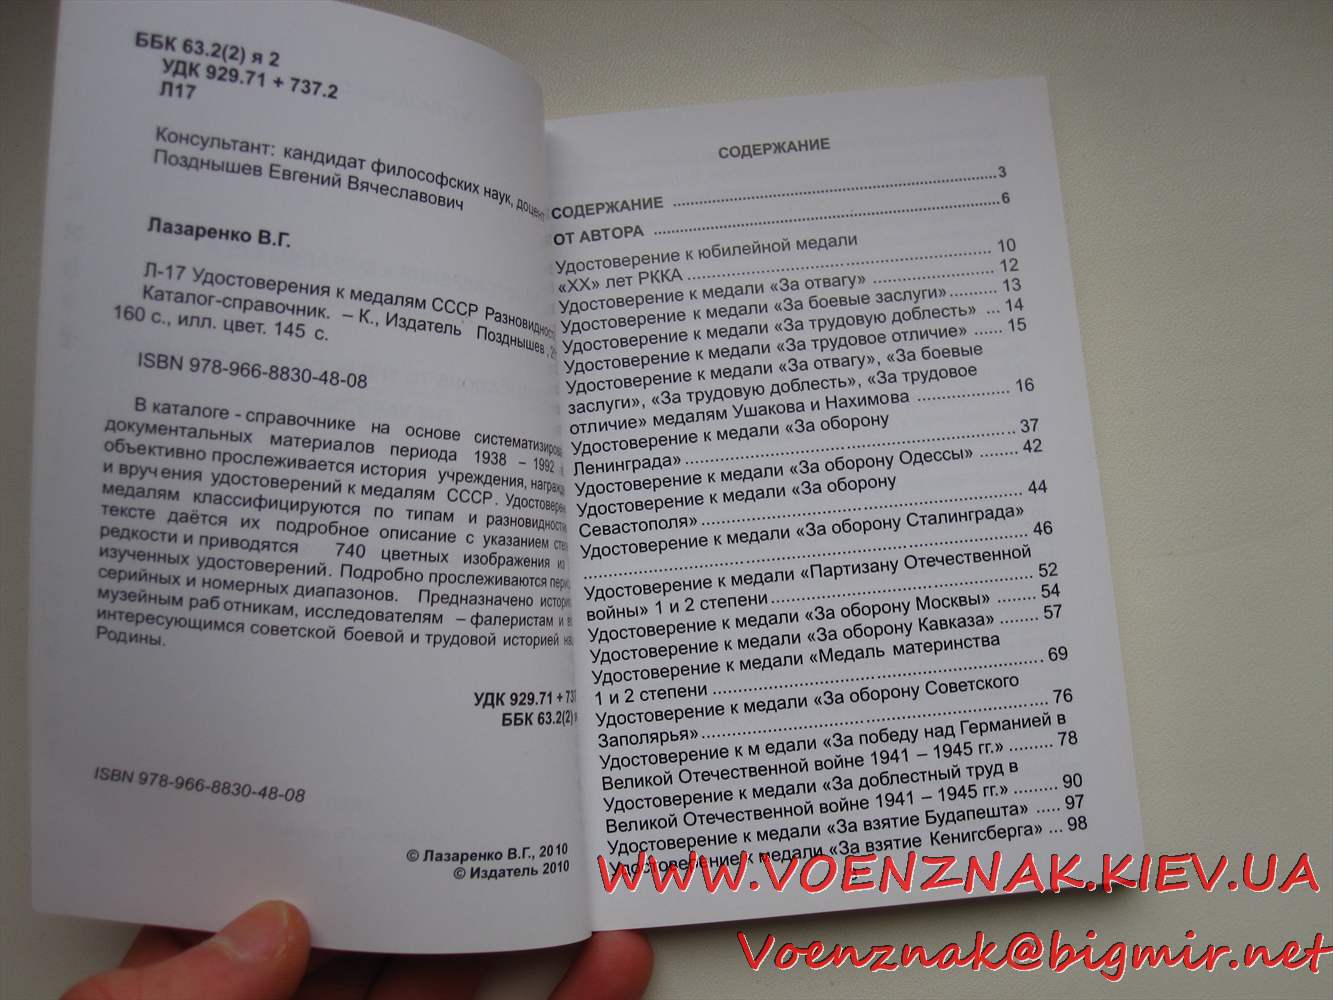 ББК 63.2(2) я 2
УДК 929.71 + 737.2
Л17
Консультант: кандидат философских наук, доцент
Позднышев Евгений Вячеславович
Лазаренко В.Г.
Л-17 Удостоверения к медалям СССР Разновиднос
Каталог-справочник. – К., Издатель Позднышев
160 с., илл. цвет. 145 с.
ISBN 978-966-8830-48-08
В каталоге - справочнике на основе систематизиров
документальных материалов периода 1938 – 1992
объективно прослеживается история учреждения, награжд
и вручения удостоверений к медалям СССР. Удостовере
медалям классифицируются по типам и разновидностя
тексте даётся их подробное описание с указанием сте
редкости и приводятся 740 цветных изображения из
изученных удостоверений. Подробно прослеживаются пери
серийных и номерных диапазонов. Предназначено истори
музейным раб отникам, исследователям – фалеристам и в
интересующимся советской боевой и трудовой историей на
Родины.
УДК 929.71 + 737
ББК 63.2(2)
ISBN 978-966-8830-48-08
© Лазаренко В.Г., 2010
© Издатель 2010
СОДЕРЖАНИЕ
СОДЕРЖАНИЕ ........ 3
ОТ АВТОРА ........ 6
Удостоверение к юбилейной медали
«ХХ» лет РККА ........ 10
Удостоверение к медали «За отвагу» ........ 12
Удостоверение к медали «За боевые заслуги» ........ 13
Удостоверение к медали «За трудовую доблесть» ... 14
Удостоверение к медали «За трудовое отличие» ...... 15
Удостоверение к медали «За отвагу», «За боевые
заслуги», «За трудовую доблесть», «За трудовое
отличие» медалям Ушакова и Нахимова ........ 16
Удостоверение к медали «За оборону
Ленинграда» ........ 37
Удостоверение к медали «За оборону Одессы» ........ 42
Удостоверение к медали «За оборону
Севастополя» ........ 44
Удостоверение к медали «За оборону Сталинграда»
........ 46
Удостоверение к медали «Партизану Отечественной
войны» 1 и 2 степени ........ 52
Удостоверение к медали «За оборону Москвы» ........ 54
Удостоверение к медали «За оборону Кавказа» ........ 57
Удостоверение к медали «Медаль материнства
1 и 2 степени ........ 69
Удостоверение к медали «За оборону Советского
Заполярья» ........ 76
Удостоверение к м едали «За победу над Германией в
Великой Отечественной войне 1941 – 1945 гг.» ........ 78
Удостоверение к медали «За доблестный труд в
Великой Отечественной войне 1941 – 1945 гг.» ........ 90
Удостоверение к медали «За взятие Будапешта» ..... 97
Удостоверение к медали «За взятие Кенигсберга» ... 98
WWW.VOENZNAK.KIEV.UA
Voenznak@bigmir.net